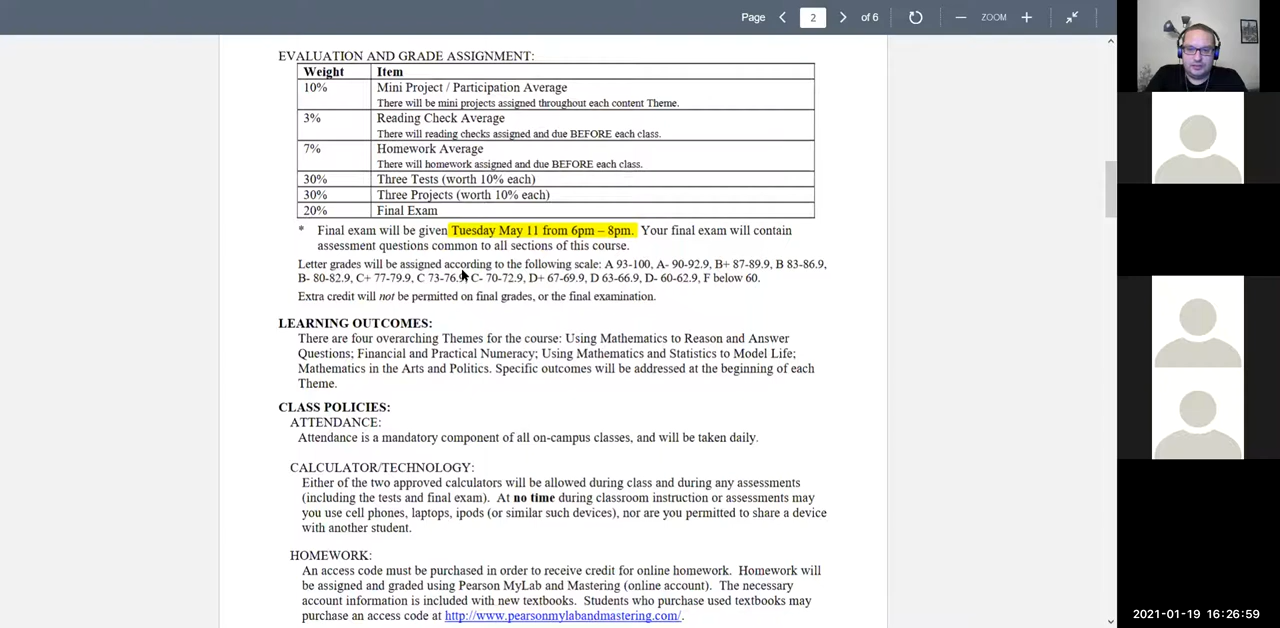 Page 2 of 6 ZOOM
EVALUATION AND GRADE ASSIGNMENT:
Weight Item
10% Mini Project / Participation Average
There will be mini projects assigned throughout each content Theme.
3% Reading Check Average
There will reading checks assigned and due BEFORE each class.
7% Homework Average
There will be homework assigned and due BEFORE each class.
30% Three Tests (worth 10% each)
30% Three Projects (worth 10% each)
20% Final Exam
* Final exam will be given Tuesday May 11 from 6pm – 8pm. Your final exam will contain
assessment questions common to all sections of this course.
Letter grades will be assigned according to the following scale: A 93-100, A- 90-92.9, B+ 87-89.9, B 83-86.9,
B- 80-82.9, C+ 77-79.9, C 73-76.9, C- 70-72.9, D+ 67-69.9, D 63-66.9, D- 60-62.9, F below 60.
Extra credit will not be permitted on final grades, or the final examination.
LEARNING OUTCOMES:
There are four overarching Themes for the course: Using Mathematics to Reason and Answer
Questions; Financial and Practical Numeracy; Using Mathematics and Statistics to Model Life;
Mathematics in the Arts and Politics. Specific outcomes will be addressed at the beginning of each
Theme.
CLASS POLICIES:
ATTENDANCE:
Attendance is a mandatory component of all on-campus classes, and will be taken daily.
CALCULATOR/TECHNOLOGY:
Either of the two approved calculators will be allowed during class and during any assessments
(including the tests and final exam). At no time during classroom instruction or assessments may
you use cell phones, laptops, ipods (or similar such devices), nor are you permitted to share a device
with another student.
HOMEWORK:
An access code must be purchased in order to receive credit for online homework. Homework will
be assigned and graded using Pearson MyLab and Mastering (online account). The necessary
account information is included with new textbooks. Students who purchase used textbooks may
purchase an access code at http://www.pearsonmylabandmastering.com/.
2021-01-19 16:26:59